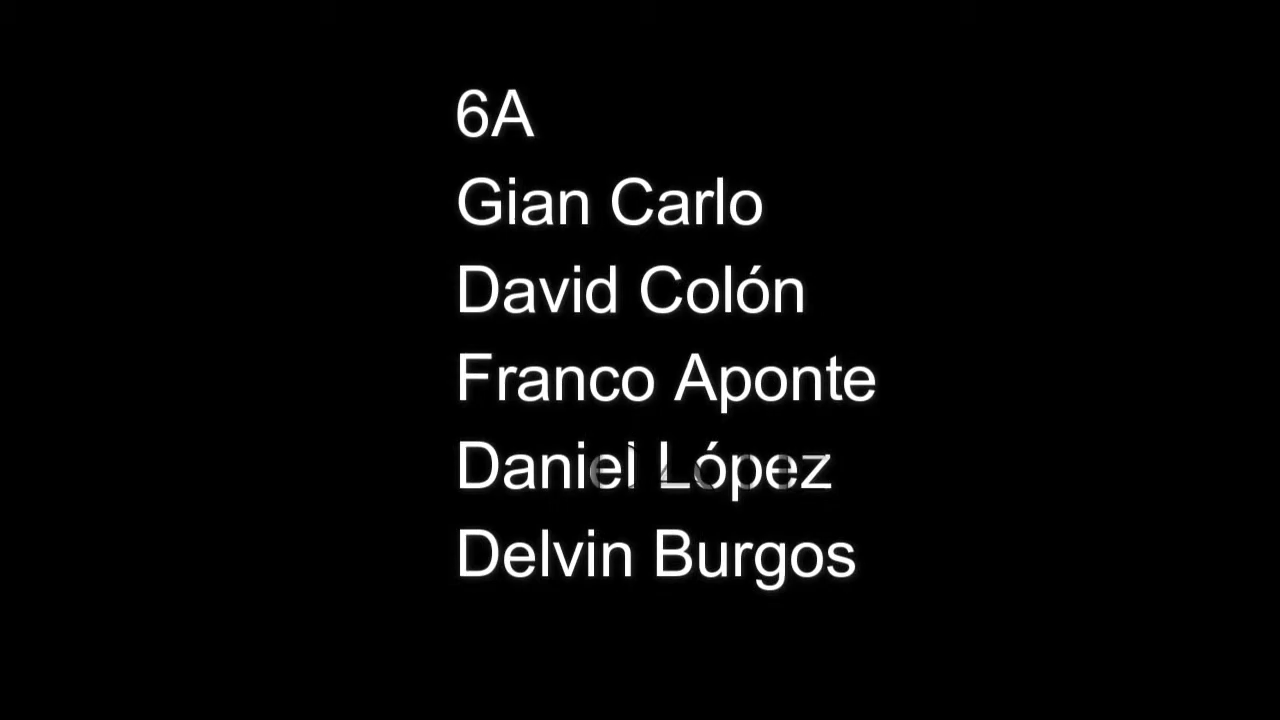 6A
Gian Carlo
David Colón
Franco Aponte
Daniel López
Delvin Burgos